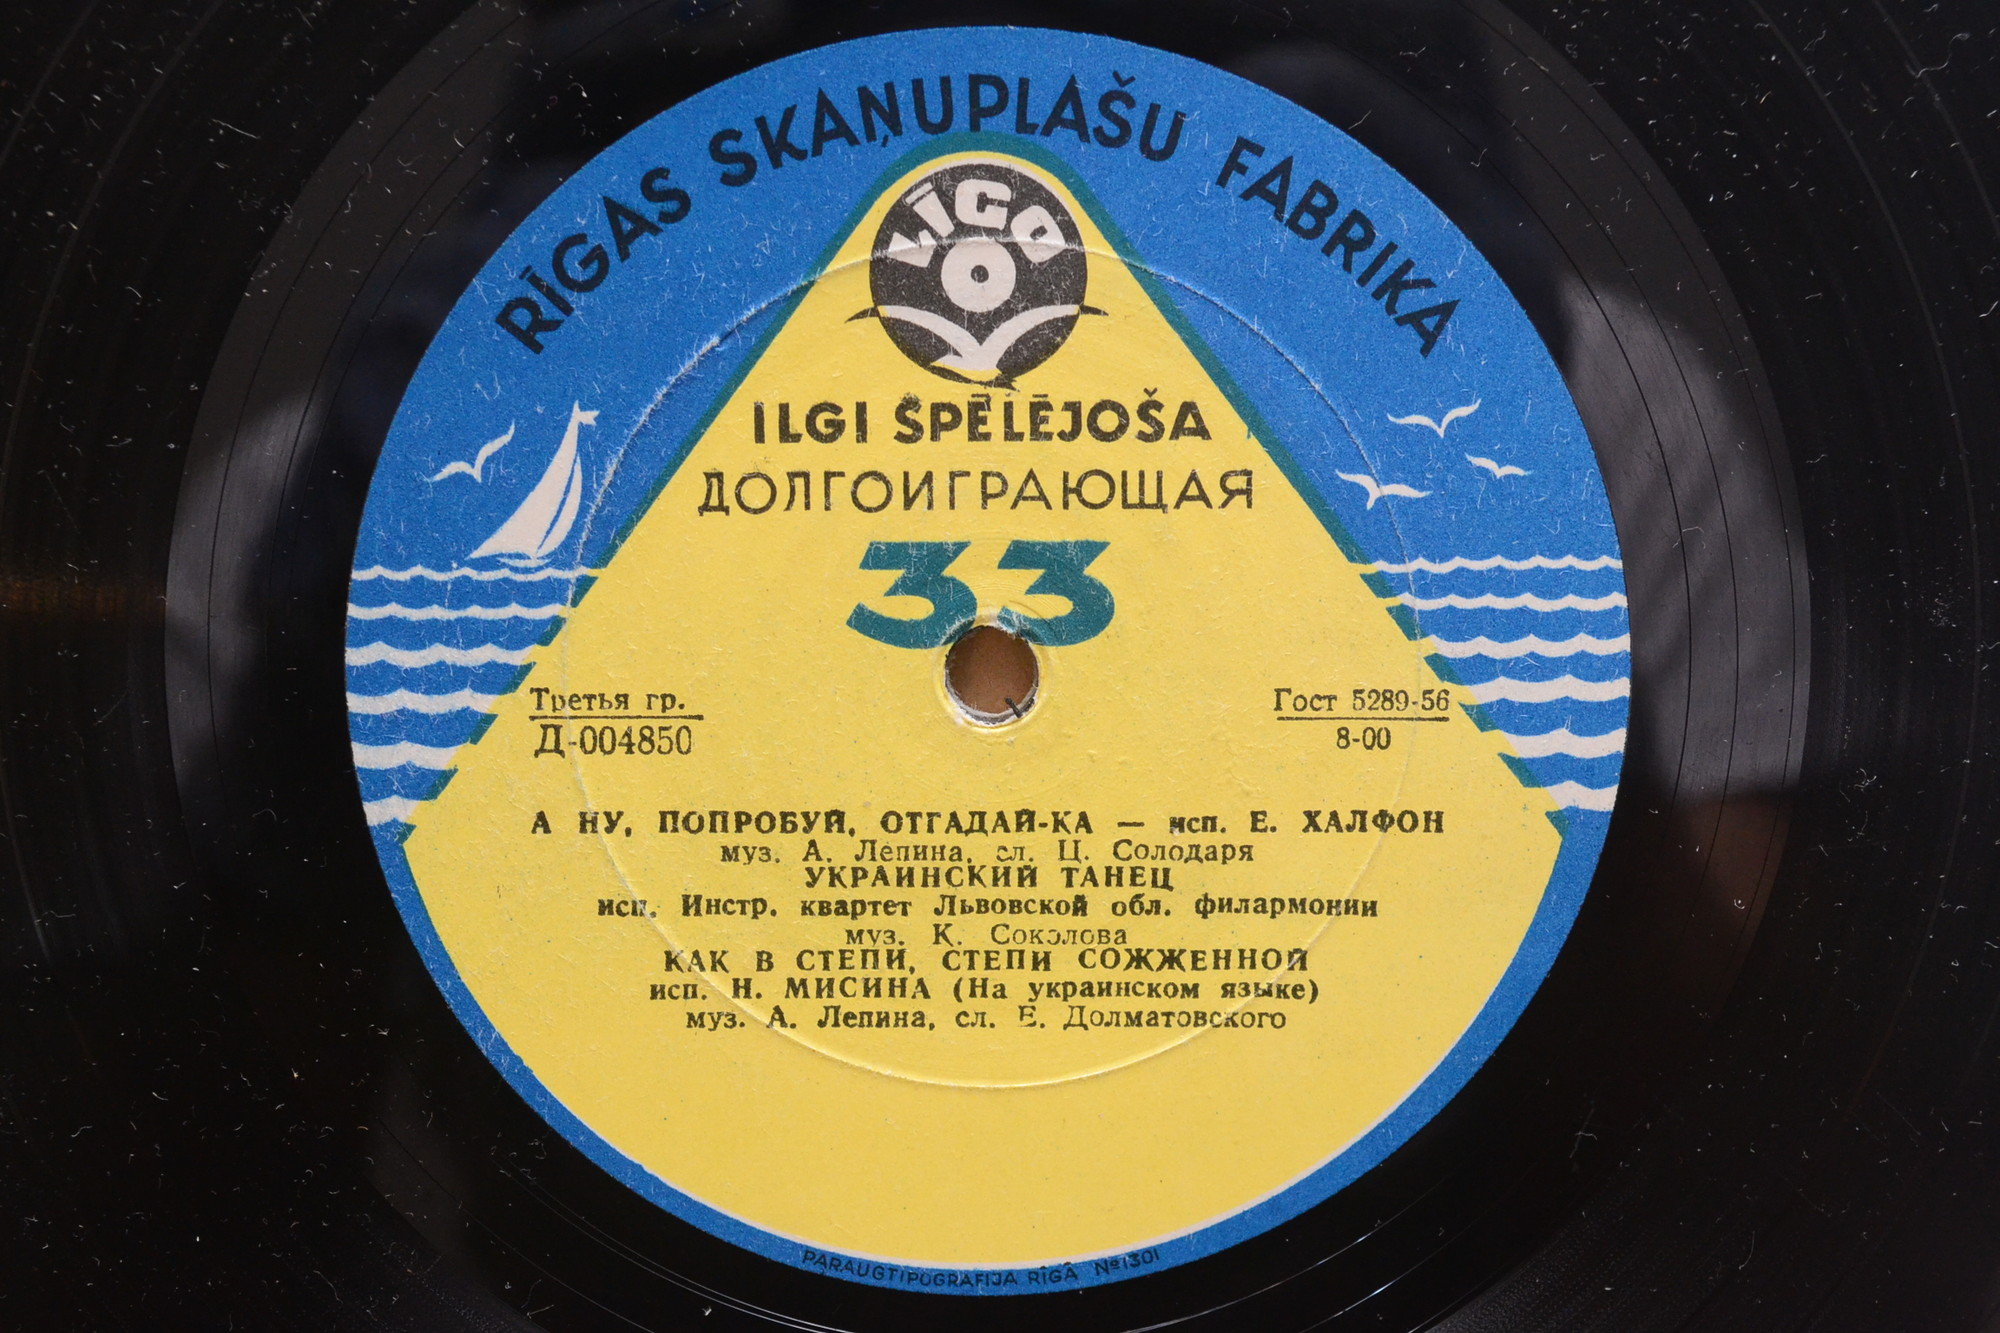 RĪGAS SKAŅUPLAŠU FABRIKA
LĪGO
ILGI SPĒLĒJOŠA
ДОЛГОИГРАЮЩАЯ
33
Третья гр.
Д-004850
Гост 5289-56
8-00
А НУ, ПОПРОБУЙ, ОТГАДАЙ-КА — исп. Е. ХАЛФОН
муз. А. Лепина, сл. Ц. Солодаря
УКРАИНСКИЙ ТАНЕЦ
исп. Инстр. квартет Львовской обл. филармонии
муз. К. Соколова
КАК В СТЕПИ, СТЕПИ СОЖЖЕННОЙ
исп. Н. МИСИНА (На украинском языке)
муз. А. Лепина, сл. Е. Долматовского
PARAUGTIPOGRAFIJA RĪGĀ №1301